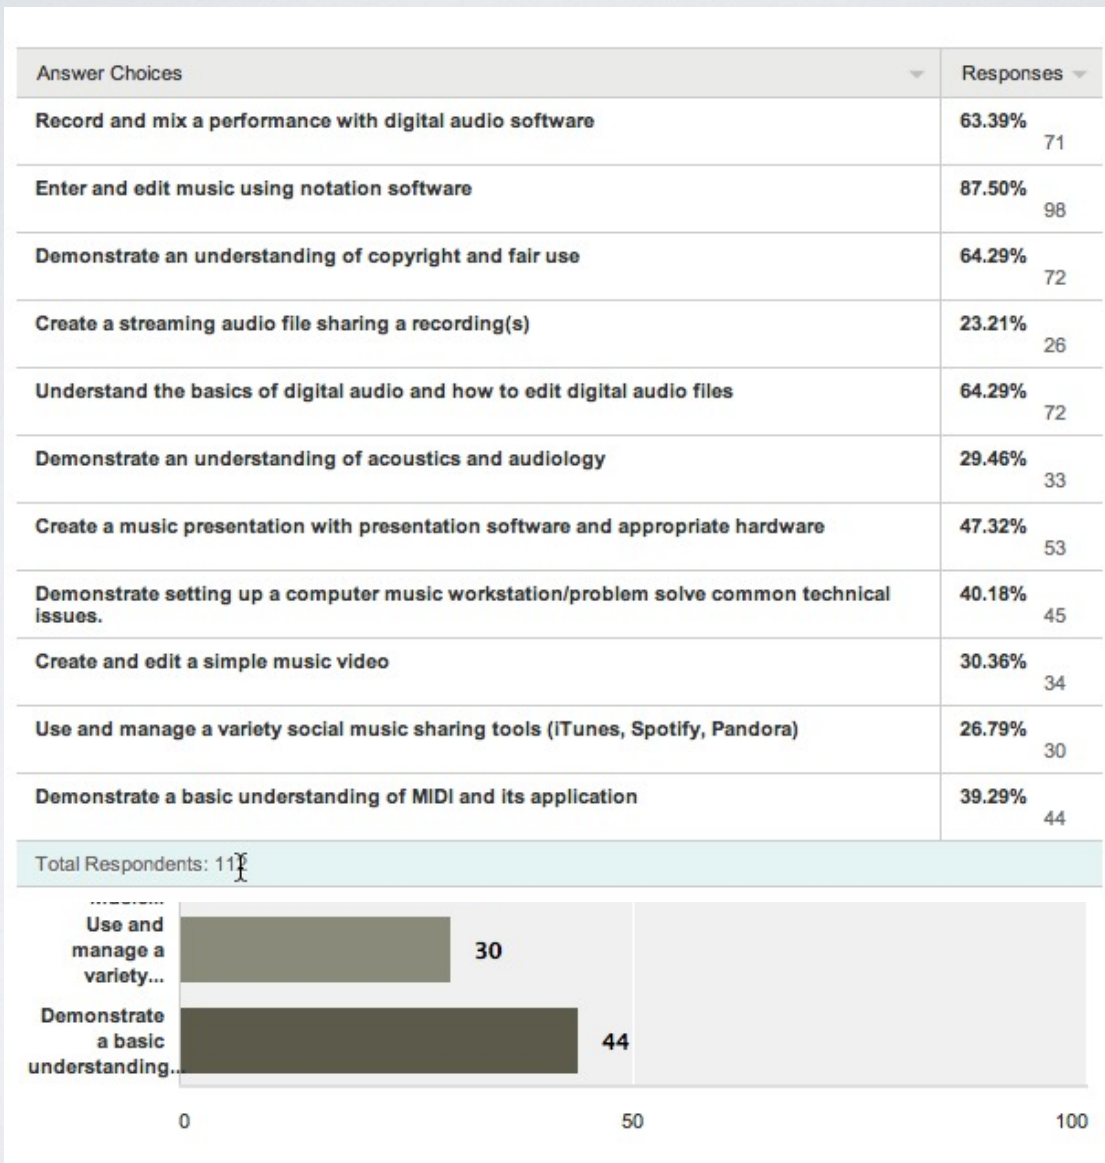 Answer Choices Responses
Record and mix a performance with digital audio software 63.39%
71
Enter and edit music using notation software 87.50%
98
Demonstrate an understanding of copyright and fair use 64.29%
72
Create a streaming audio file sharing a recording(s) 23.21%
26
Understand the basics of digital audio and how to edit digital audio files 64.29%
72
Demonstrate an understanding of acoustics and audiology 29.46%
33
Create a music presentation with presentation software and appropriate hardware 47.32%
53
Demonstrate setting up a computer music workstation/problem solve common technical 40.18%
issues. 45
Create and edit a simple music video 30.36%
34
Use and manage a variety social music sharing tools (iTunes, Spotify, Pandora) 26.79%
30
Demonstrate a basic understanding of MIDI and its application 39.29%
44
Total Respondents: 112
Use and
manage a 30
variety...
Demonstrate
a basic 44
understanding...
0 50 100